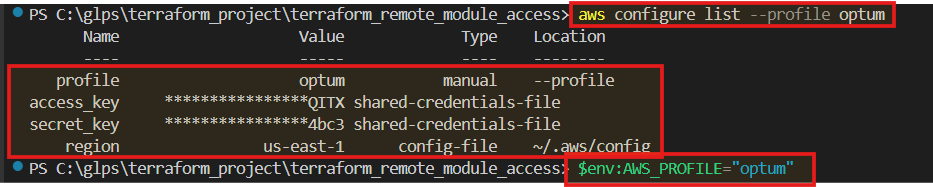 PS C:\glps\terraform_project\terraform_remote_module_access> aws configure list --profile optum
Name Value Type Location
---- ----- ---- --------
profile optum manual --profile
access_key ****************QITX shared-credentials-file
secret_key ****************4bc3 shared-credentials-file
region us-east-1 config-file ~/.aws/config
PS C:\glps\terraform_project\terraform_remote_module_access> $env:AWS_PROFILE="optum"